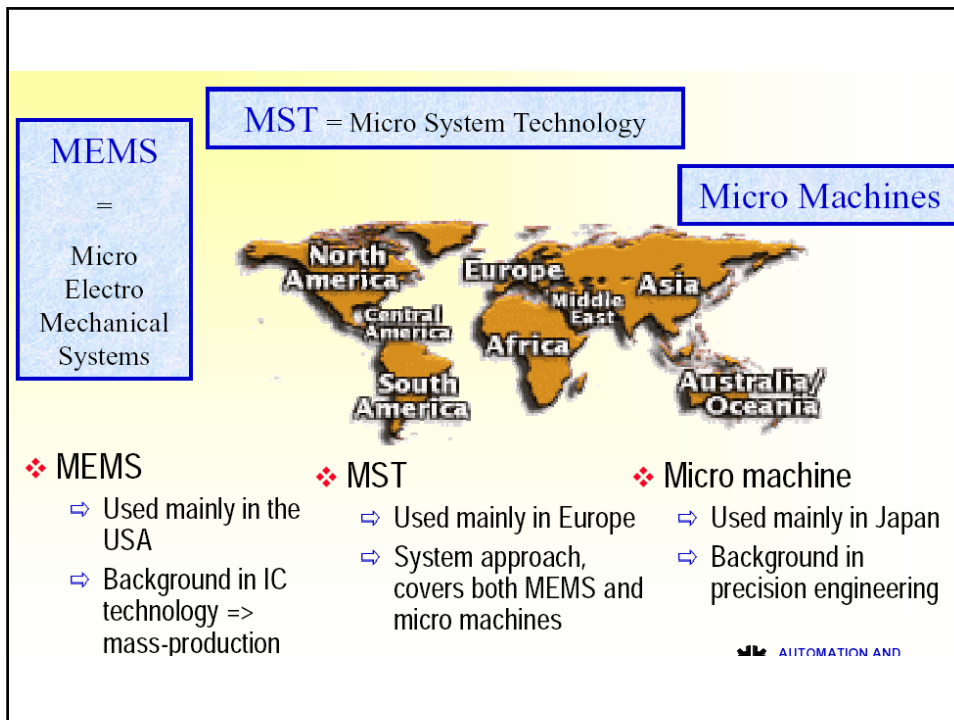 MST = Micro System Technology
MEMS
=
Micro
Electro
Mechanical
Systems
Micro Machines
North
America
Europe
Asia
Middle
East
Central
America
Africa
South
America
Australia/
Oceania
❖ MEMS
⇨ Used mainly in the
USA
⇨ Background in IC
technology =>
mass-production
❖ MST
⇨ Used mainly in Europe
⇨ System approach,
covers both MEMS and
micro machines
❖ Micro machine
⇨ Used mainly in Japan
⇨ Background in
precision engineering
AUTOMATION AND